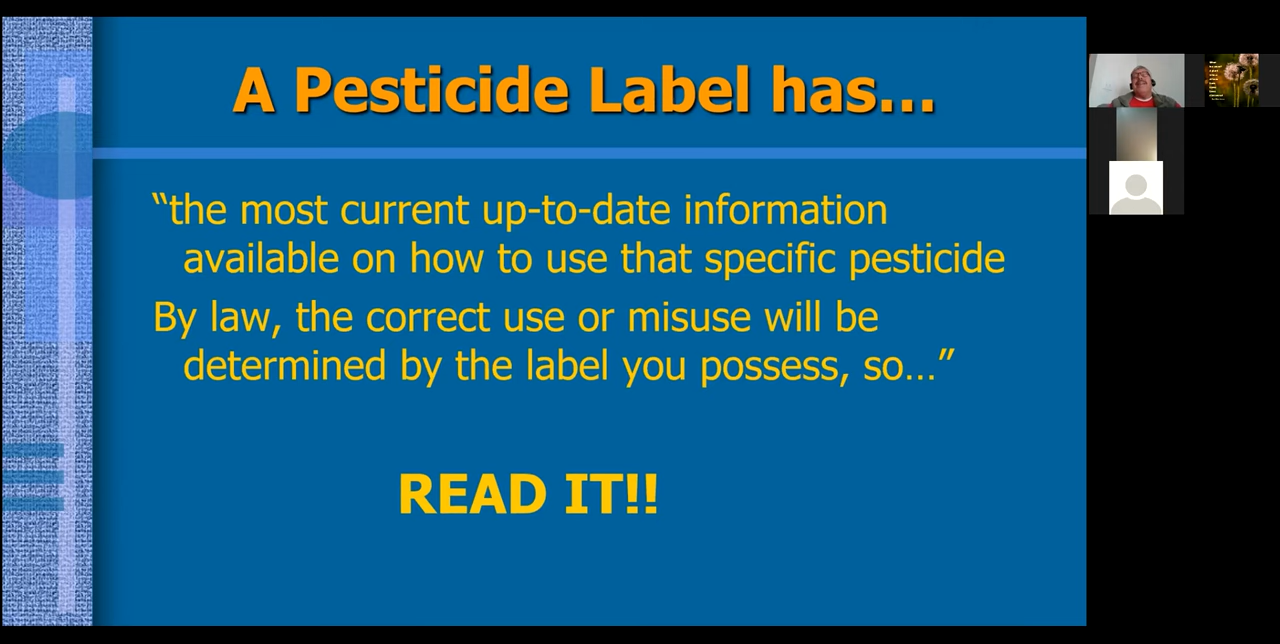 A Pesticide Label has...
“the most current up-to-date information
available on how to use that specific pesticide
By law, the correct use or misuse will be
determined by the label you possess, so...”
READ IT!!